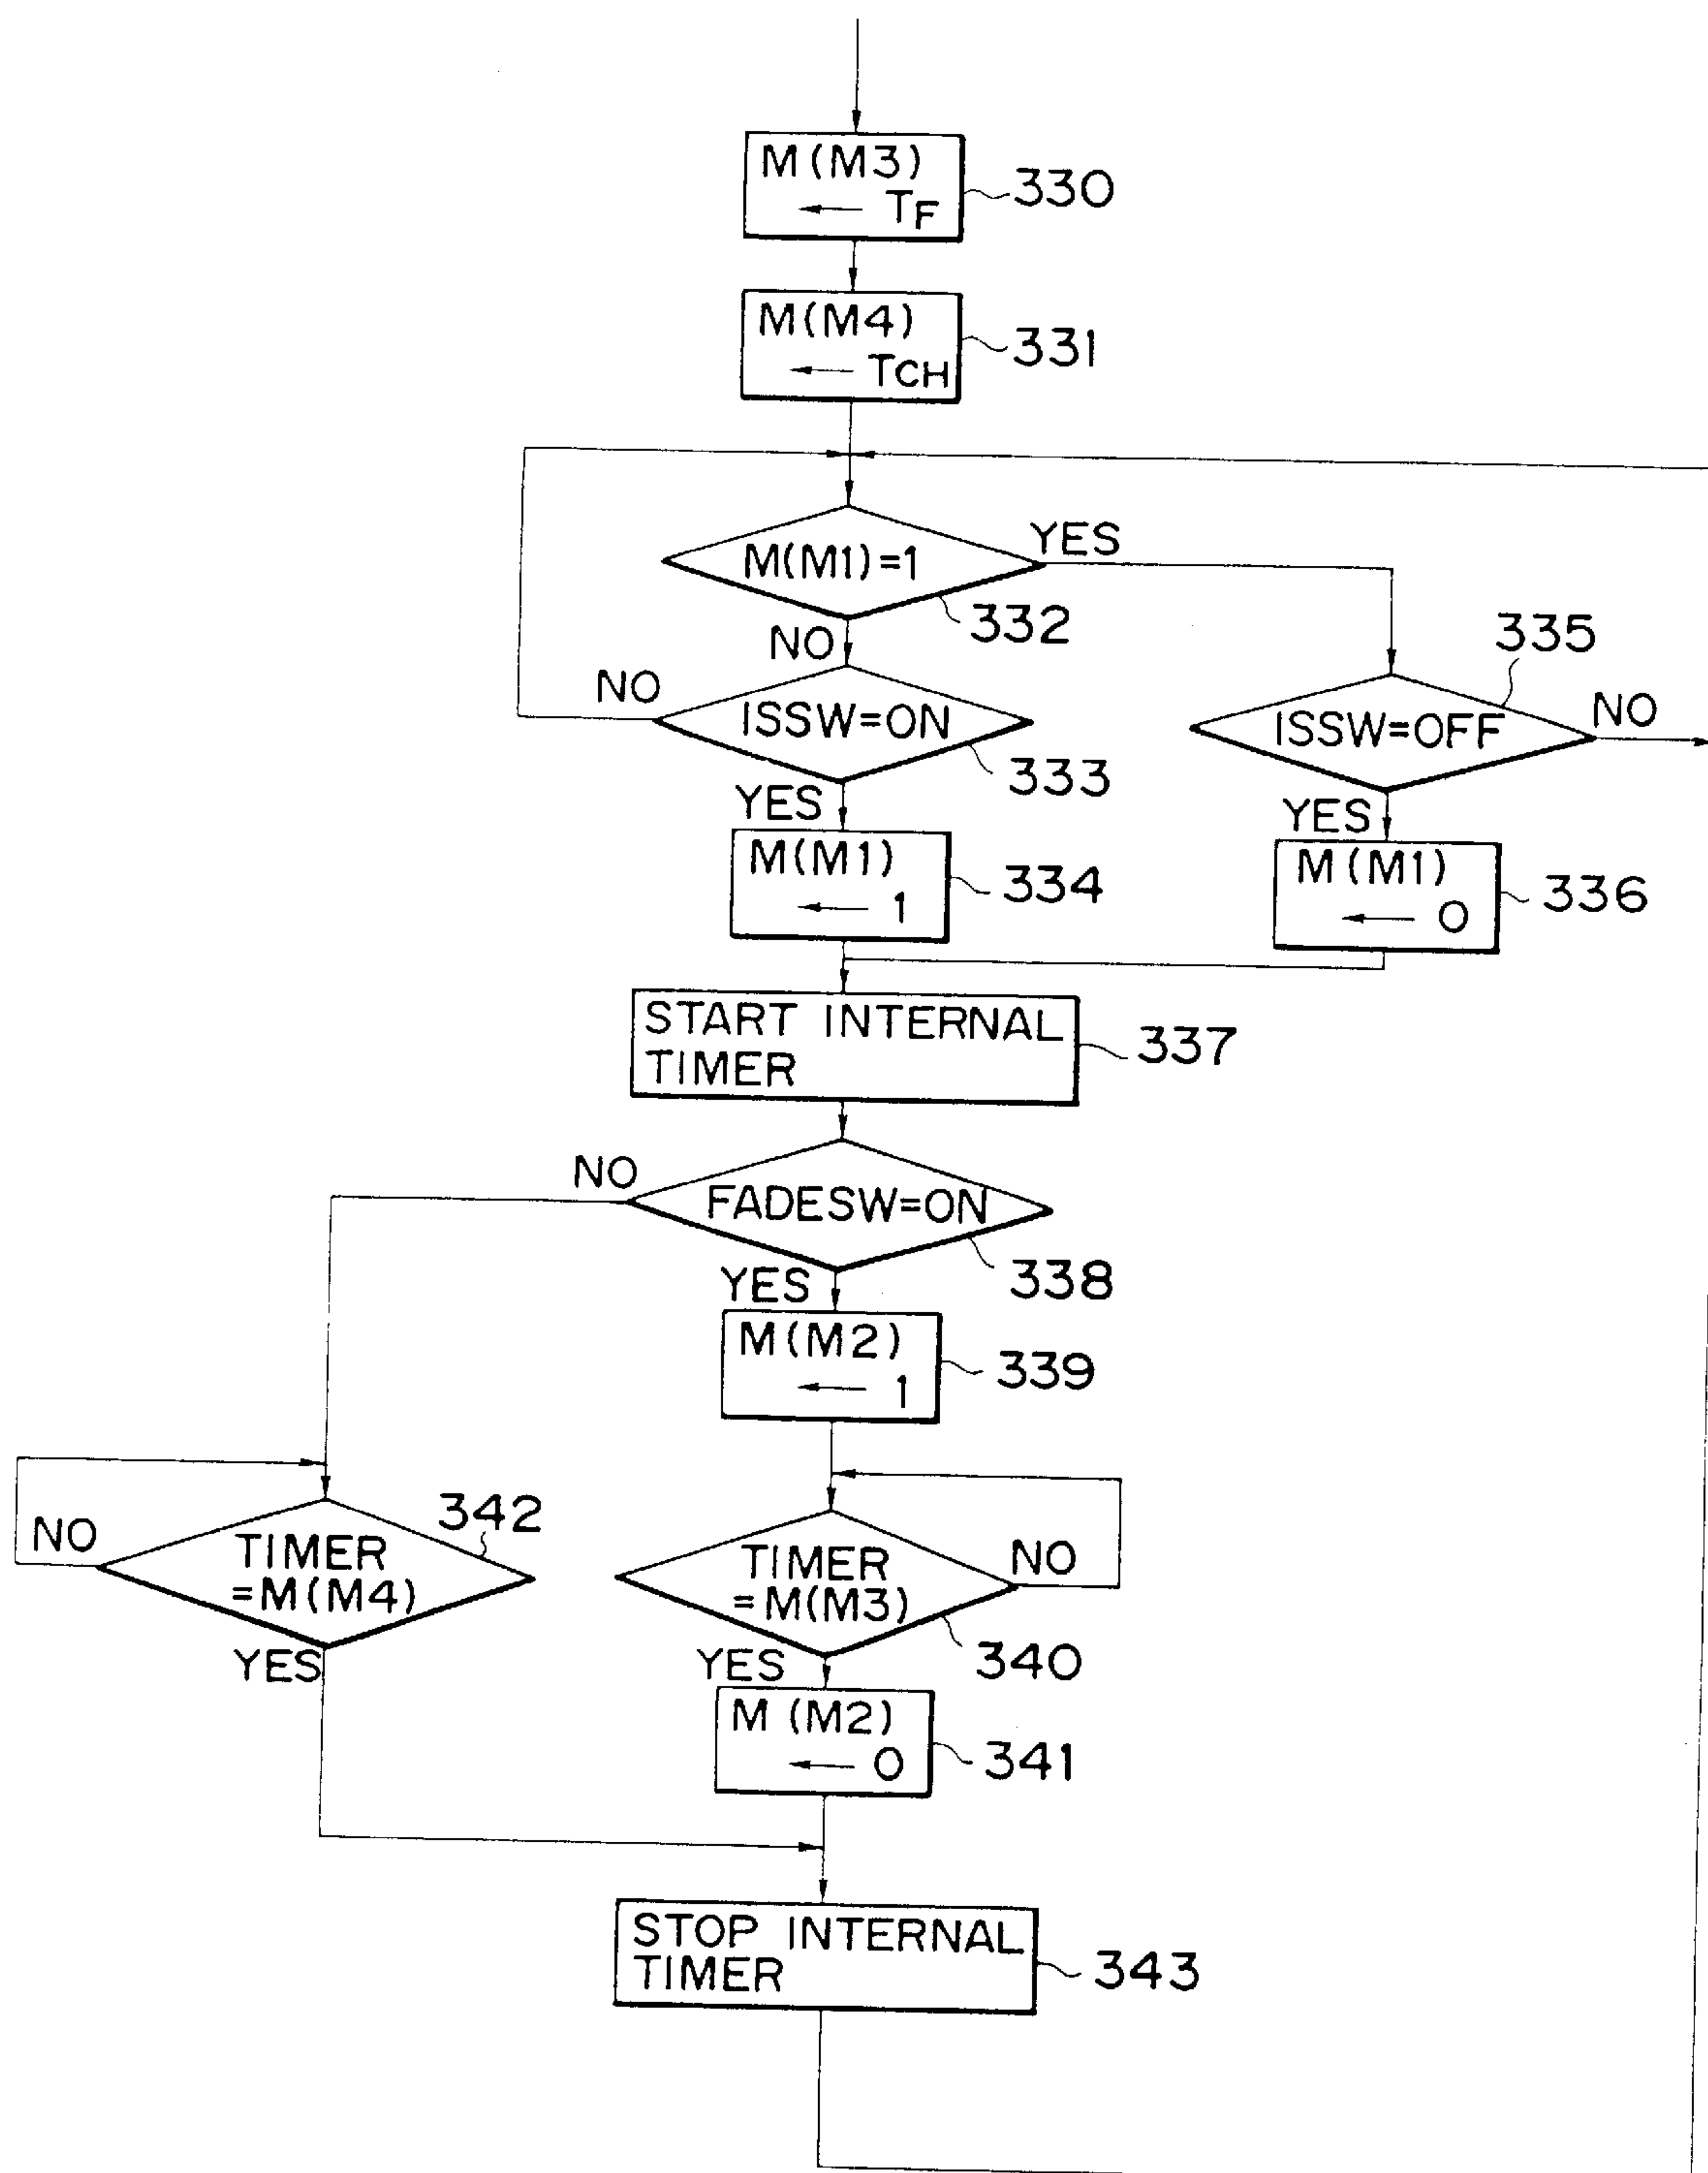 M(M3)
← TF
330
M(M4)
← TCH
331
M(M1)=1
YES
332
NO
335
NO
ISSW=ON
ISSW=OFF
NO
333
YES
YES
M(M1)
← 1
334
M(M1)
← 0
336
START INTERNAL
TIMER
337
NO
FADESW=ON
338
YES
M(M2)
← 1
339
342
NO
TIMER
=M(M4)
YES
TIMER
=M(M3)
NO
340
YES
M(M2)
← 0
341
STOP INTERNAL
TIMER
343